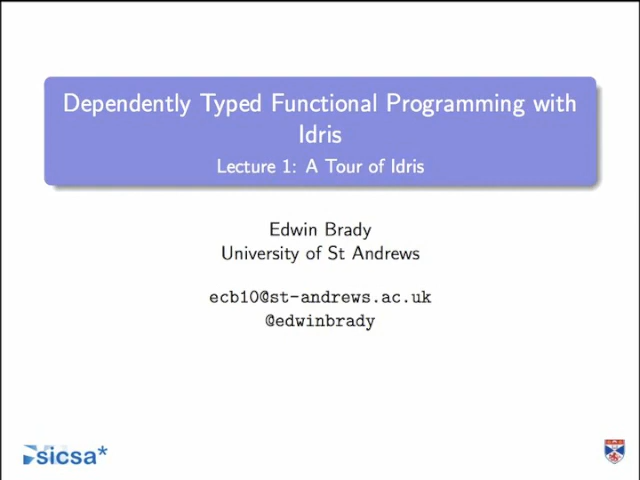 Dependently Typed Functional Programming with
Idris
Lecture 1: A Tour of Idris
Edwin Brady
University of St Andrews
ecb10@st-andrews.ac.uk
@edwinbrady
sicsa*